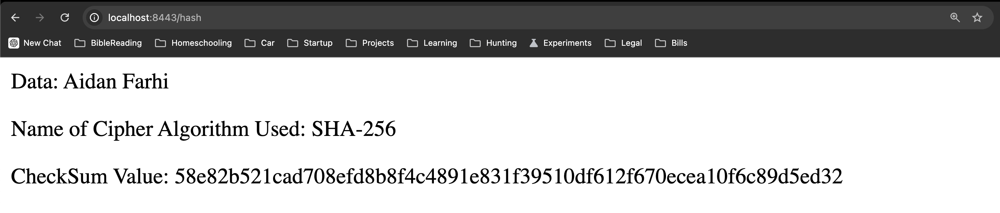 localhost:8443/hash
New Chat BibleReading Homeschooling Car Startup Projects Learning Hunting Experiments Legal Bills
Data: Aidan Farhi
Name of Cipher Algorithm Used: SHA-256
CheckSum Value: 58e82b521cad708efd8b8f4c4891e831f39510df612f670ecea10f6c89d5ed32